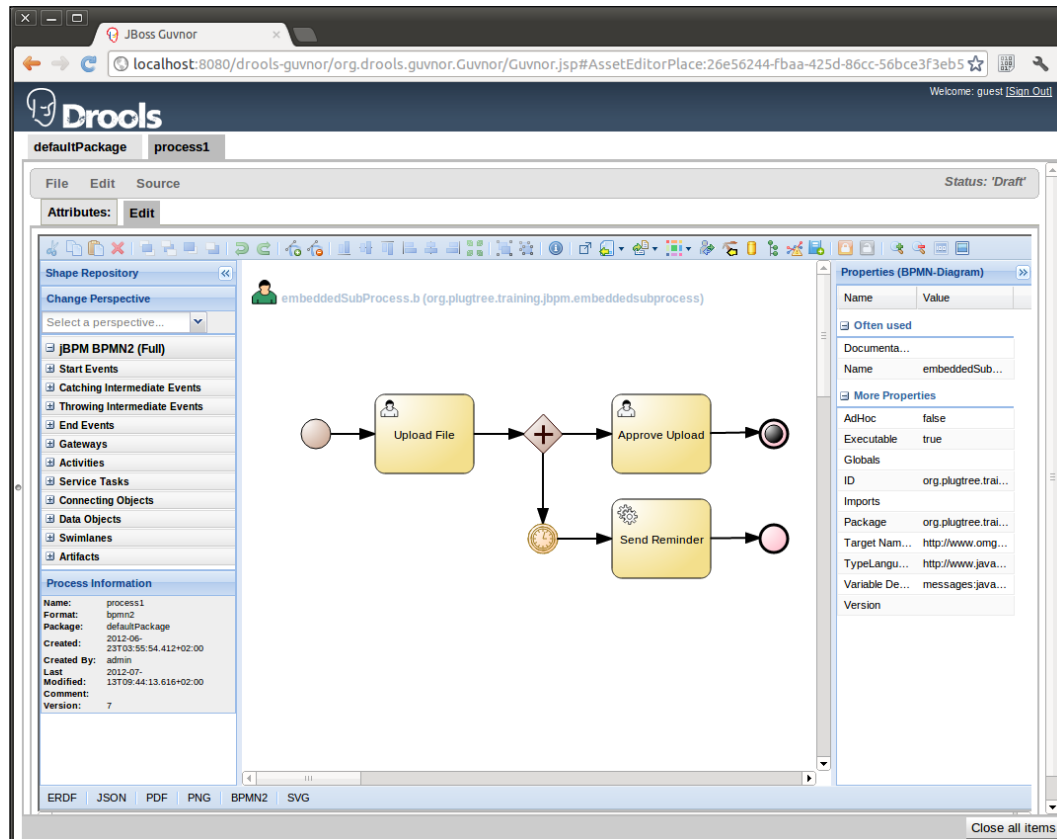 JBoss Guvnor
localhost:8080/drools-guvnor/org.drools.guvnor.Guvnor/Guvnor.jsp#AssetEditorPlace:26e56244-fbaa-425d-86cc-56bce3f3eb5
Welcome: guest [Sign Out]
Drools
defaultPackage process1
File Edit Source Status: 'Draft'
Attributes: Edit
Shape Repository
Change Perspective
Select a perspective...
jBPM BPMN2 (Full)
Start Events
Catching Intermediate Events
Throwing Intermediate Events
End Events
Gateways
Activities
Service Tasks
Connecting Objects
Data Objects
Swimlanes
Artifacts
Process Information
Name: process1
Format: bpmn2
Package: defaultPackage
Created: 2012-06-
23T03:55:54.412+02:00
Created By: admin
Last 2012-07-
Modified: 13T09:44:13.616+02:00
Comment:
Version: 7
embeddedSubProcess.b (org.plugtree.training.jbpm.embeddedsubprocess)
Upload File
Approve Upload
Send Reminder
Properties (BPMN-Diagram)
Name Value
Often used
Documenta...
Name embeddedSub...
More Properties
AdHoc false
Executable true
Globals
ID org.plugtree.trai...
Imports
Package org.plugtree.trai...
Target Nam... http://www.omg...
TypeLangu... http://www.java...
Variable De... messages:java...
Version
ERDF JSON PDF PNG BPMN2 SVG
Close all items